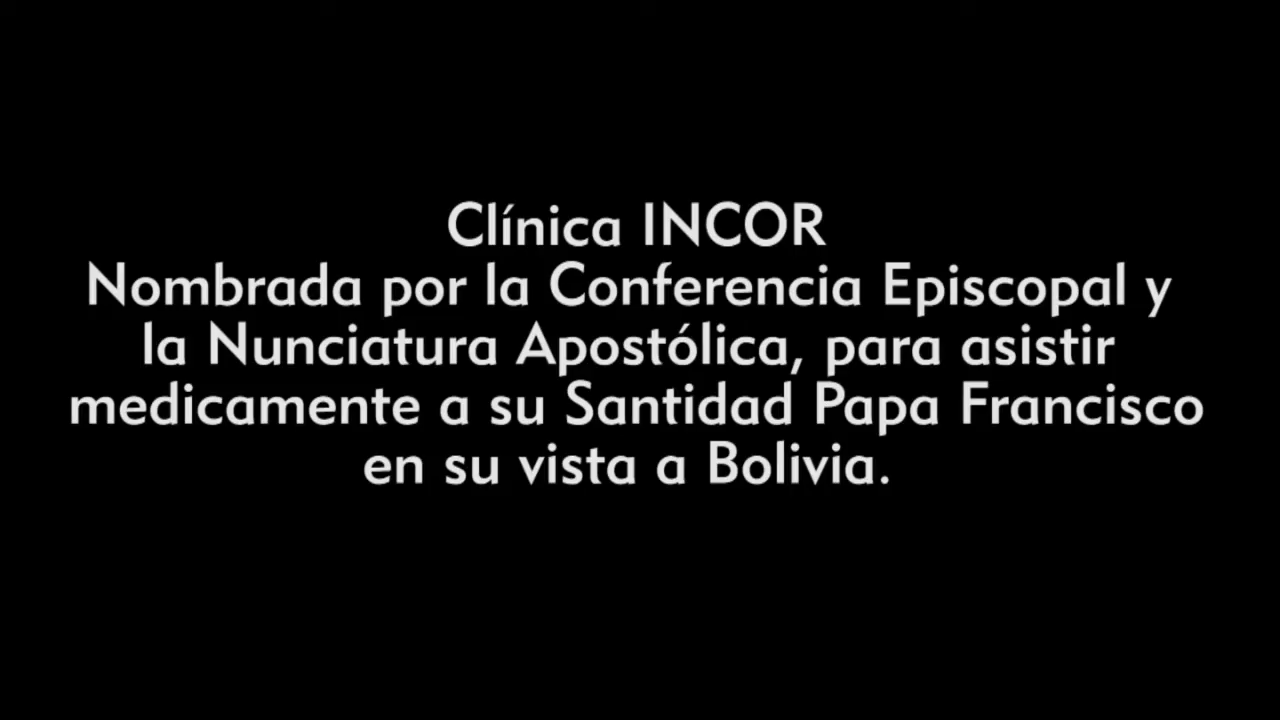 Clínica INCOR
Nombrada por la Conferencia Episcopal y
la Nunciatura Apostólica, para asistir
medicamente a su Santidad Papa Francisco
en su vista a Bolivia.